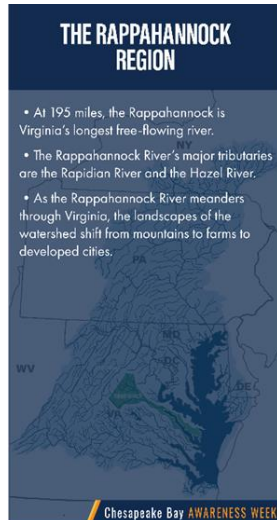 THE RAPPAHANNOCK
REGION
• At 195 miles, the Rappahannock is
Virginia's longest free-flowing river.
• The Rappahannock River's major tributaries
are the Rapidian River and the Hazel River.
• As the Rappahannock River meanders
through Virginia, the landscapes of the
watershed shift from mountains to farms to
developed cities.
NY
PA
MD
DC
WV
DE
VA
Chesapeake Bay AWARENESS WEEK